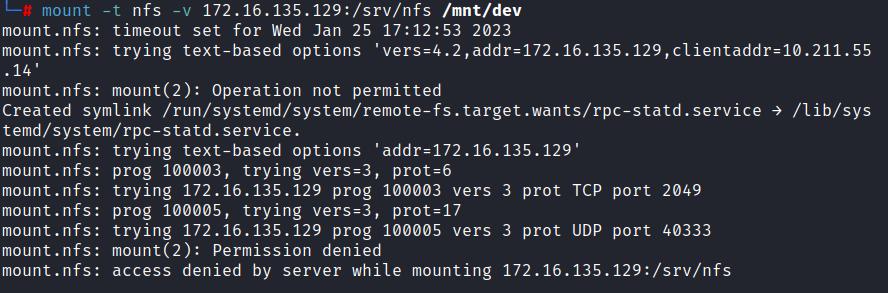 └─# mount -t nfs -v 172.16.135.129:/srv/nfs /mnt/dev
mount.nfs: timeout set for Wed Jan 25 17:12:53 2023
mount.nfs: trying text-based options 'vers=4.2,addr=172.16.135.129,clientaddr=10.211.55
.14'
mount.nfs: mount(2): Operation not permitted
Created symlink /run/systemd/system/remote-fs.target.wants/rpc-statd.service → /lib/sys
temd/system/rpc-statd.service.
mount.nfs: trying text-based options 'addr=172.16.135.129'
mount.nfs: prog 100003, trying vers=3, prot=6
mount.nfs: trying 172.16.135.129 prog 100003 vers 3 prot TCP port 2049
mount.nfs: prog 100005, trying vers=3, prot=17
mount.nfs: trying 172.16.135.129 prog 100005 vers 3 prot UDP port 40333
mount.nfs: mount(2): Permission denied
mount.nfs: access denied by server while mounting 172.16.135.129:/srv/nfs